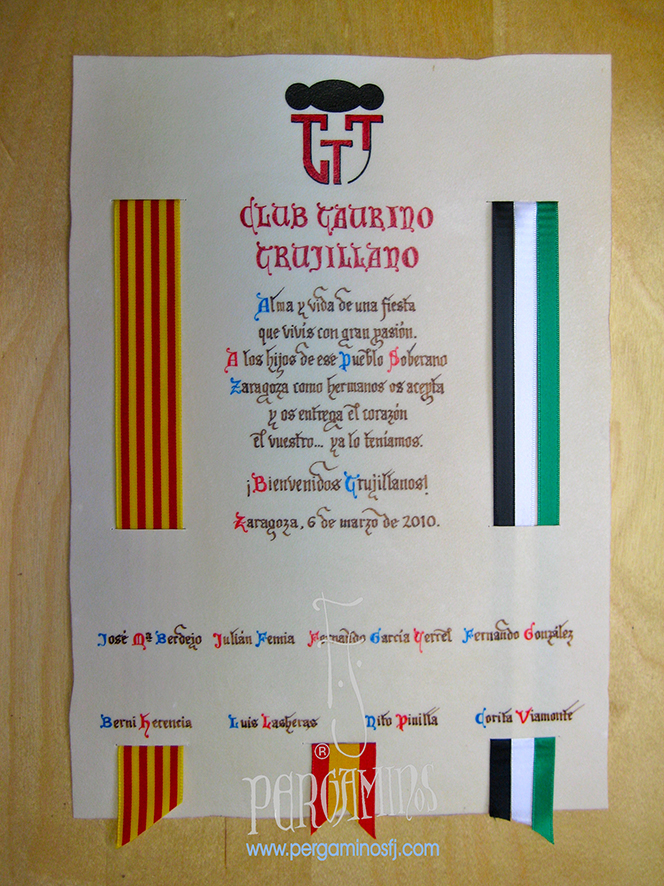 CTT
CLUB TAURINO
TRUJILLANO
Alma y vida de una fiesta
que vivís con gran pasión.
A los hijos de ese Pueblo Soberano
Zaragoza como hermanos os acepta
y os entrega el corazón
el vuestro... ya lo teníamos.
¡Bienvenidos Trujillanos!
Zaragoza, 6 de marzo de 2010.
José Mª Berdejo Julián Femia Fernando García Terrel Fernando González
Berni Herencia Luis Lasheras Nito Pinilla Corita Viamonte
FJ
®
PERGAMINOS
www.pergaminosfj.com